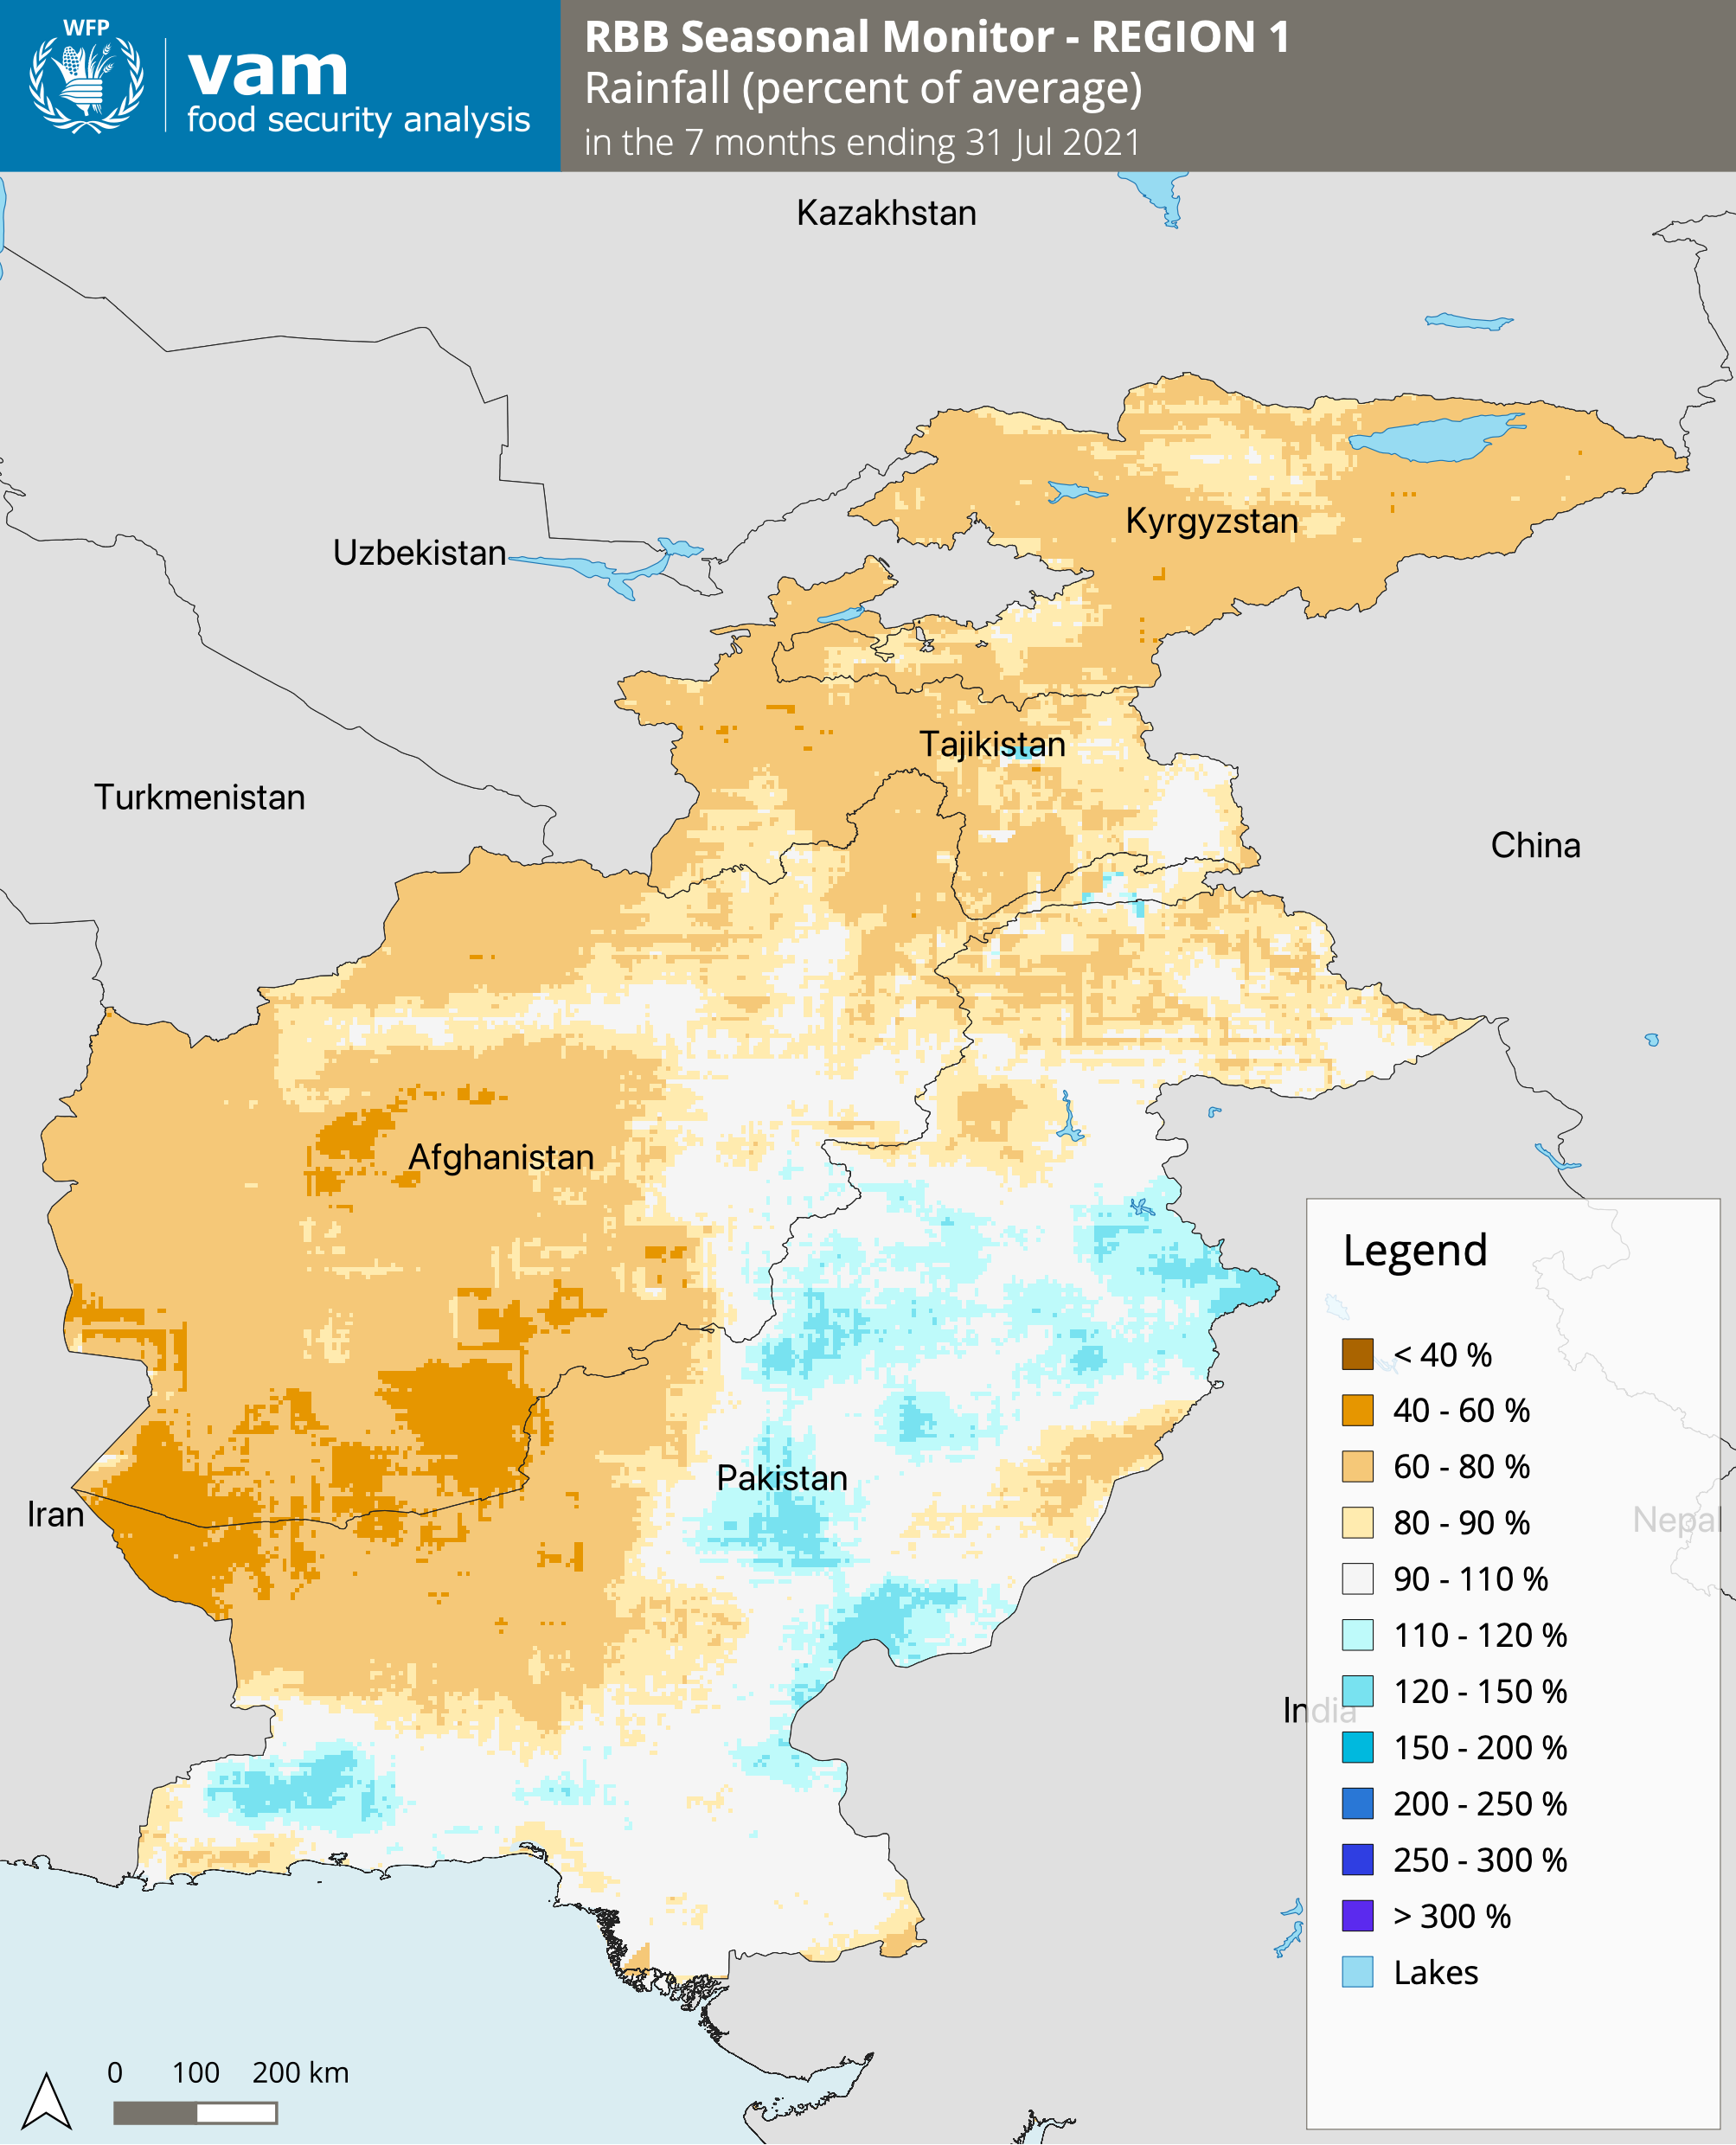 WFP
vam
food security analysis
RBB Seasonal Monitor - REGION 1
Rainfall (percent of average)
in the 7 months ending 31 Jul 2021
Kazakhstan
Kyrgyzstan
Uzbekistan
Tajikistan
Turkmenistan
China
Afghanistan
Pakistan
Iran
Nepal
India
Legend
< 40 %
40 - 60 %
60 - 80 %
80 - 90 %
90 - 110 %
110 - 120 %
120 - 150 %
150 - 200 %
200 - 250 %
250 - 300 %
> 300 %
Lakes
0 100 200 km